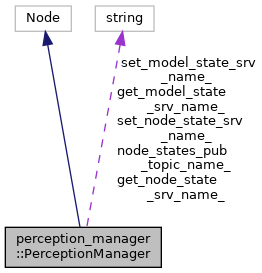 Node
string
set_model_state_srv
_name_
get_model_state
_srv_name_
set_node_state_srv
_name_
node_states_pub
_topic_name_
get_node_state
_srv_name_
perception_manager
::PerceptionManager